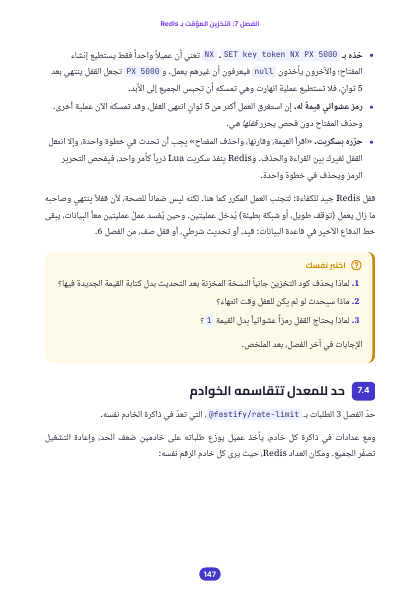 الفصل 7: التخزين المؤقت بـ Redis
• خذه بـ SET key token NX PX 5000. NX تعني أن عميلاً واحداً فقط يستطيع إنشاء
المفتاح؛ والآخرون يأخذون null فيعرفون أن غيرهم يعمل. وPX 5000 تجعل القفل ينتهي بعد
5 ثوانٍ، فلا تستطيع عملية انهارت وهي تمسكه أن تحبس الجميع إلى الأبد.
• رمز عشوائي قيمةً له. إن استغرق العمل أكثر من 5 ثوانٍ انتهى القفل، وقد تمسكه الآن عملية أخرى.
وحذف المفتاح دون فحص يحرر قفلها هي.
• حرّره بسكربت. «اقرأ القيمة، وقارنها، واحذف المفتاح» يجب أن تحدث في خطوة واحدة، وإلا انتقل
القفل لغيرك بين القراءة والحذف. وRedis ينفذ سكربت Lua ذرياً كأمر واحد، فيفحص التحرير
الرمز ويحذف في خطوة واحدة.
قفل Redis جيد للكفاءة: لتجنب العمل المكرر كما هنا. لكنه ليس ضماناً للصحة، لأن قفلاً ينتهي وصاحبه
ما زال يعمل (توقف طويل، أو شبكة بطيئة) يُدخل عمليتين. وحين يُفسد عملُ عمليتين معاً البيانات، يبقى
خط الدفاع الأخير في قاعدة البيانات: قيد، أو تحديث شرطي، أو قفل صف، من الفصل 6.
اختبر نفسك
1. لماذا يحذف كود التخزين جانباً النسخة المخزنة بعد التحديث بدل كتابة القيمة الجديدة فيها؟
2. ماذا سيحدث لو لم يكن للعفل وقت انتهاء؟
3. لماذا يحتاج القفل رمزاً عشوائياً بدل القيمة 1؟
الإجابات في آخر الفصل، بعد الملخص.
7.4 حد للمعدل تتقاسمه الخوادم
حدّ الفصل 3 الطلبات بـ @fastify/rate-limit، التي تعدّ في ذاكرة الخادم نفسه.
ومع عدادات في ذاكرة كل خادم، يأخذ عميل يوزع طلباته على خادمين ضعف الحد، وإعادة التشغيل
تصفّر الجميع. ومكان العداد Redis، حيث يرى كل خادم الرقم نفسه:
147